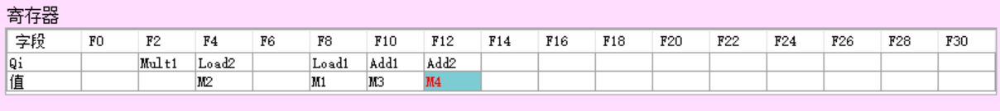 寄存器
字段 F0 F2 F4 F6 F8 F10 F12 F14 F16 F18 F20 F22 F24 F26 F28 F30
Qi Mult1 Load2 Load1 Add1 Add2
值 M2 M1 M3 M4